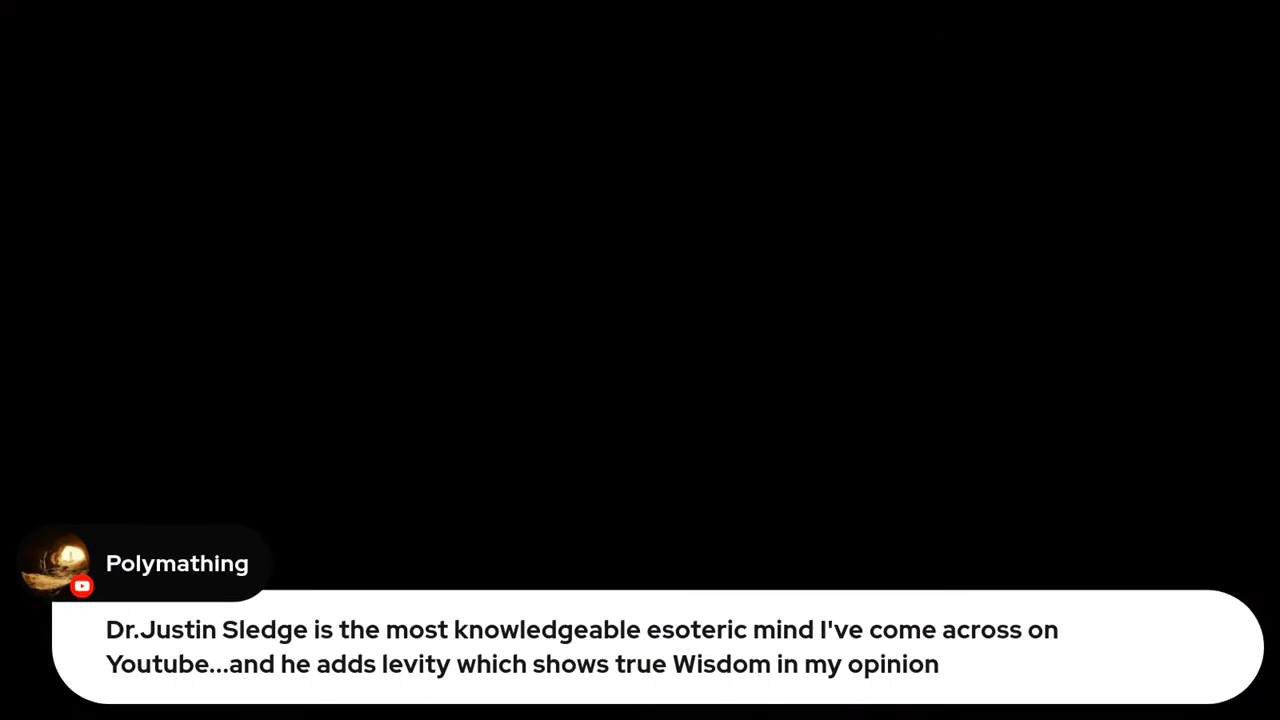 Polymathing
Dr.Justin Sledge is the most knowledgeable esoteric mind I've come across on
Youtube...and he adds levity which shows true Wisdom in my opinion